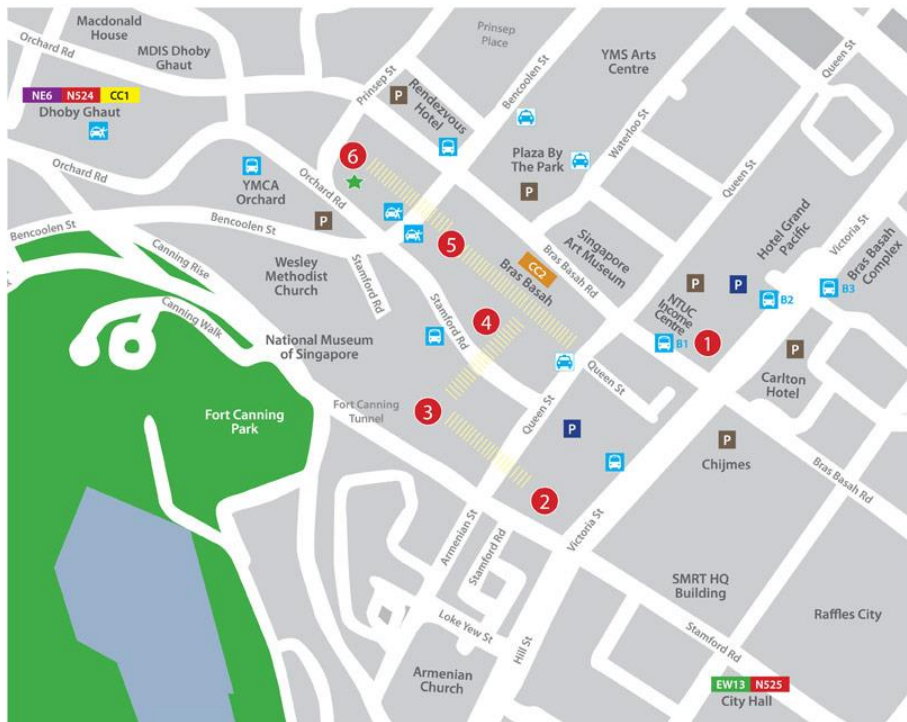 Macdonald
House
Orchard Rd
MDIS Dhoby
Ghaut
Prinsep
Place
YMS Arts
Centre
Queen St
Prinsep St
Bencoolen St
NE6 N524 CC1
Dhoby Ghaut
P
Rendezvous
Hotel
Waterloo St
Orchard Rd
6
Plaza By
The Park
P
Queen St
YMCA
Orchard
Orchard Rd
P
Bencoolen St
Bencoolen St
5
Singapore
Art Museum
Hotel Grand
Pacific
Victoria St
Bras Basah
Complex
Canning Rise
Wesley
Methodist
Church
Stamford Rd
CC2
Bras Basah
Bras Basah Rd
P
P
B2
B3
Canning Walk
National Museum
of Singapore
4
Stamford Rd
NTUC
Income
Centre
B1
1
P
Carlton
Hotel
Queen St
Queen St
Fort Canning
Park
Fort Canning
Tunnel
3
P
P
Chijmes
Bras Basah Rd
2
Armenian St
Stamford Rd
Victoria St
SMRT HQ
Building
Raffles City
Loke Yew St
Hill St
Stamford Rd
Armenian
Church
EW13 N525
City Hall